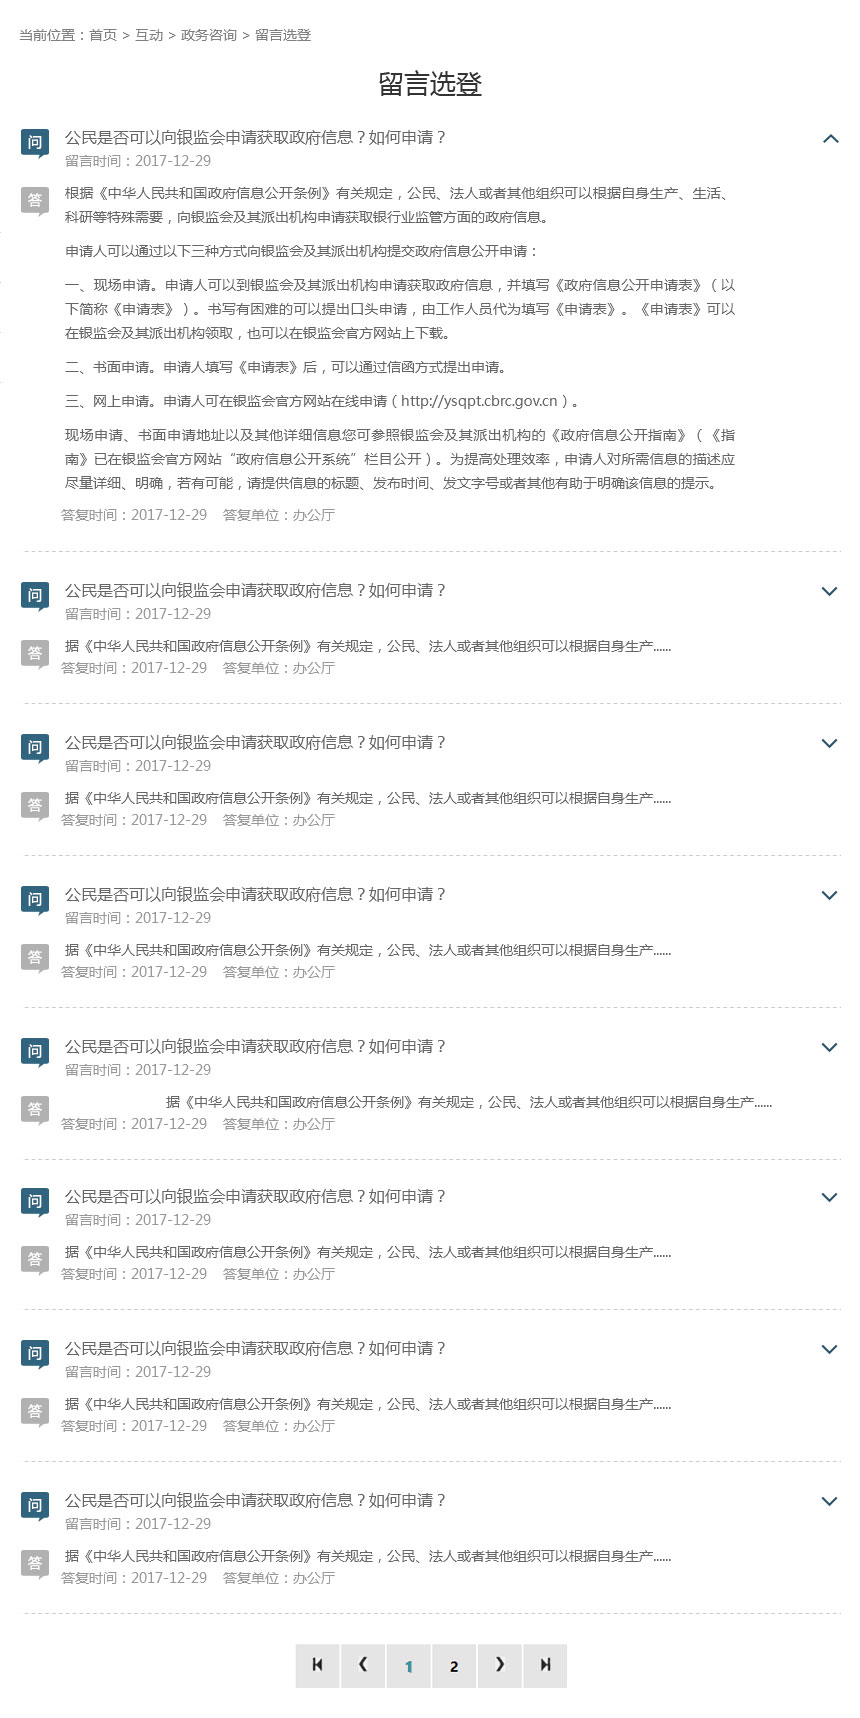 当前位置：首页 > 互动 > 政务咨询 > 留言选登
留言选登
问 公民是否可以向银监会申请获取政府信息？如何申请？
留言时间：2017-12-29
答 根据《中华人民共和国政府信息公开条例》有关规定，公民、法人或者其他组织可以根据自身生产、生活、
科研等特殊需要，向银监会及其派出机构申请获取银行业监管方面的政府信息。
申请人可以通过以下三种方式向银监会及其派出机构提交政府信息公开申请：
一、现场申请。申请人可以到银监会及其派出机构申请获取政府信息，并填写《政府信息公开申请表》（以
下简称《申请表》）。书写有困难的可以提出口头申请，由工作人员代为填写《申请表》。《申请表》可以
在银监会及其派出机构领取，也可以在银监会官方网站上下载。
二、书面申请。申请人填写《申请表》后，可以通过信函方式提出申请。
三、网上申请。申请人可在银监会官方网站在线申请（http://ysqpt.cbrc.gov.cn）。
现场申请、书面申请地址以及其他详细信息您可参照银监会及其派出机构的《政府信息公开指南》（《指
南》已在银监会官方网站“政府信息公开系统”栏目公开）。为提高处理效率，申请人对所需信息的描述应
尽量详细、明确，若有可能，请提供信息的标题、发布时间、发文字号或者其他有助于明确该信息的提示。
答复时间：2017-12-29 答复单位：办公厅
问 公民是否可以向银监会申请获取政府信息？如何申请？
留言时间：2017-12-29
答 据《中华人民共和国政府信息公开条例》有关规定，公民、法人或者其他组织可以根据自身生产......
答复时间：2017-12-29 答复单位：办公厅
问 公民是否可以向银监会申请获取政府信息？如何申请？
留言时间：2017-12-29
答 据《中华人民共和国政府信息公开条例》有关规定，公民、法人或者其他组织可以根据自身生产......
答复时间：2017-12-29 答复单位：办公厅
问 公民是否可以向银监会申请获取政府信息？如何申请？
留言时间：2017-12-29
答 据《中华人民共和国政府信息公开条例》有关规定，公民、法人或者其他组织可以根据自身生产......
答复时间：2017-12-29 答复单位：办公厅
问 公民是否可以向银监会申请获取政府信息？如何申请？
留言时间：2017-12-29
答 据《中华人民共和国政府信息公开条例》有关规定，公民、法人或者其他组织可以根据自身生产......
答复时间：2017-12-29 答复单位：办公厅
问 公民是否可以向银监会申请获取政府信息？如何申请？
留言时间：2017-12-29
答 据《中华人民共和国政府信息公开条例》有关规定，公民、法人或者其他组织可以根据自身生产......
答复时间：2017-12-29 答复单位：办公厅
问 公民是否可以向银监会申请获取政府信息？如何申请？
留言时间：2017-12-29
答 据《中华人民共和国政府信息公开条例》有关规定，公民、法人或者其他组织可以根据自身生产......
答复时间：2017-12-29 答复单位：办公厅
问 公民是否可以向银监会申请获取政府信息？如何申请？
留言时间：2017-12-29
答 据《中华人民共和国政府信息公开条例》有关规定，公民、法人或者其他组织可以根据自身生产......
答复时间：2017-12-29 答复单位：办公厅
1 2